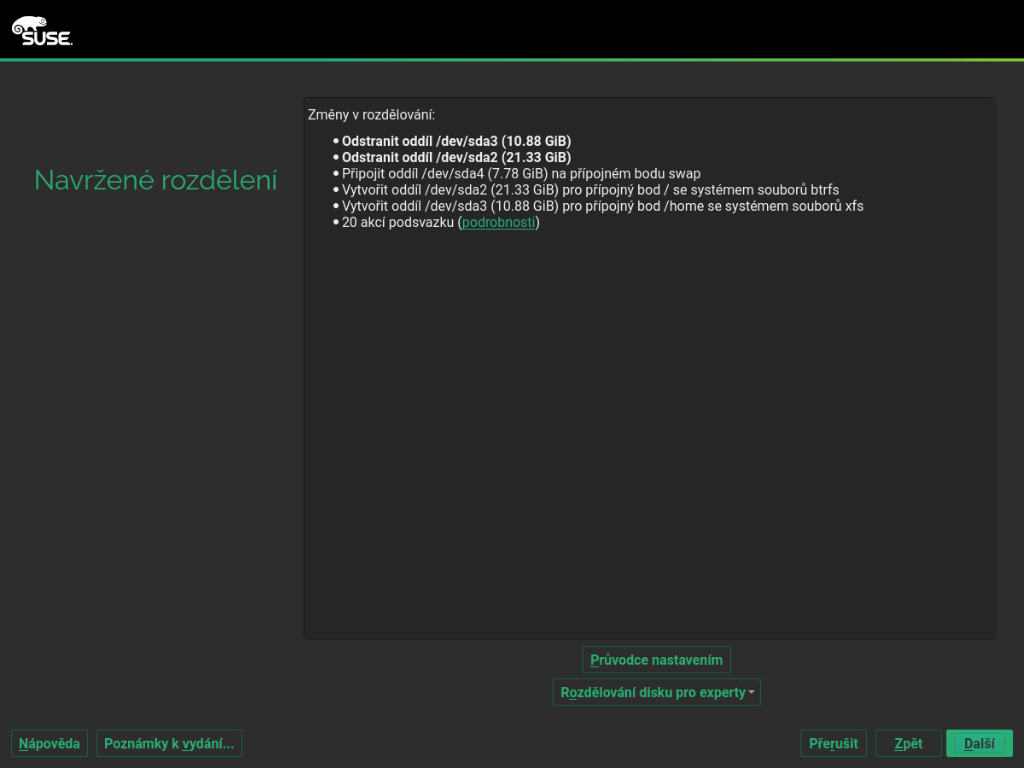 SUSE.
Navržené rozdělení
Změny v rozdělování:
• Odstranit oddíl /dev/sda3 (10.88 GiB)
• Odstranit oddíl /dev/sda2 (21.33 GiB)
• Připojit oddíl /dev/sda4 (7.78 GiB) na přípojném bodu swap
• Vytvořit oddíl /dev/sda2 (21.33 GiB) pro přípojný bod / se systémem souborů btrfs
• Vytvořit oddíl /dev/sda3 (10.88 GiB) pro přípojný bod /home se systémem souborů xfs
• 20 akcí podsvazku (podrobnosti)
Průvodce nastavením
Rozdělování disku pro experty
Nápověda
Poznámky k vydání...
Přerušit
Zpět
Další